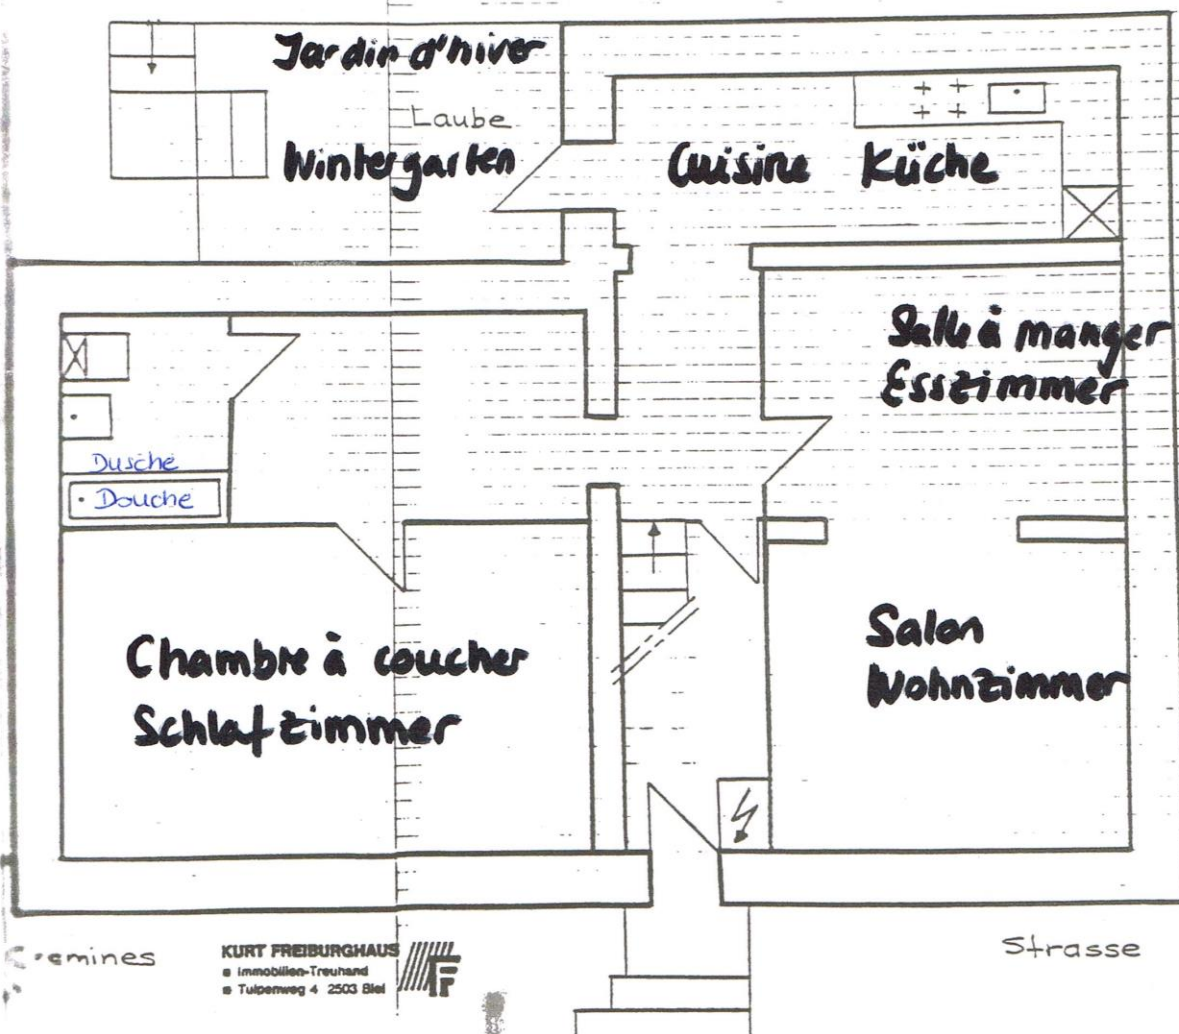 Jardin d'hiver
Laube
Wintergarten
Cuisine Küche
Salle à manger
Esszimmer
Dusche
Douche
Chambre à coucher
Schlafzimmer
Salon
Wohnzimmer
Strasse
KURT FREIBURGHAUS
Immobilien-Treuhand
Tulpenweg 4 2503 Biel